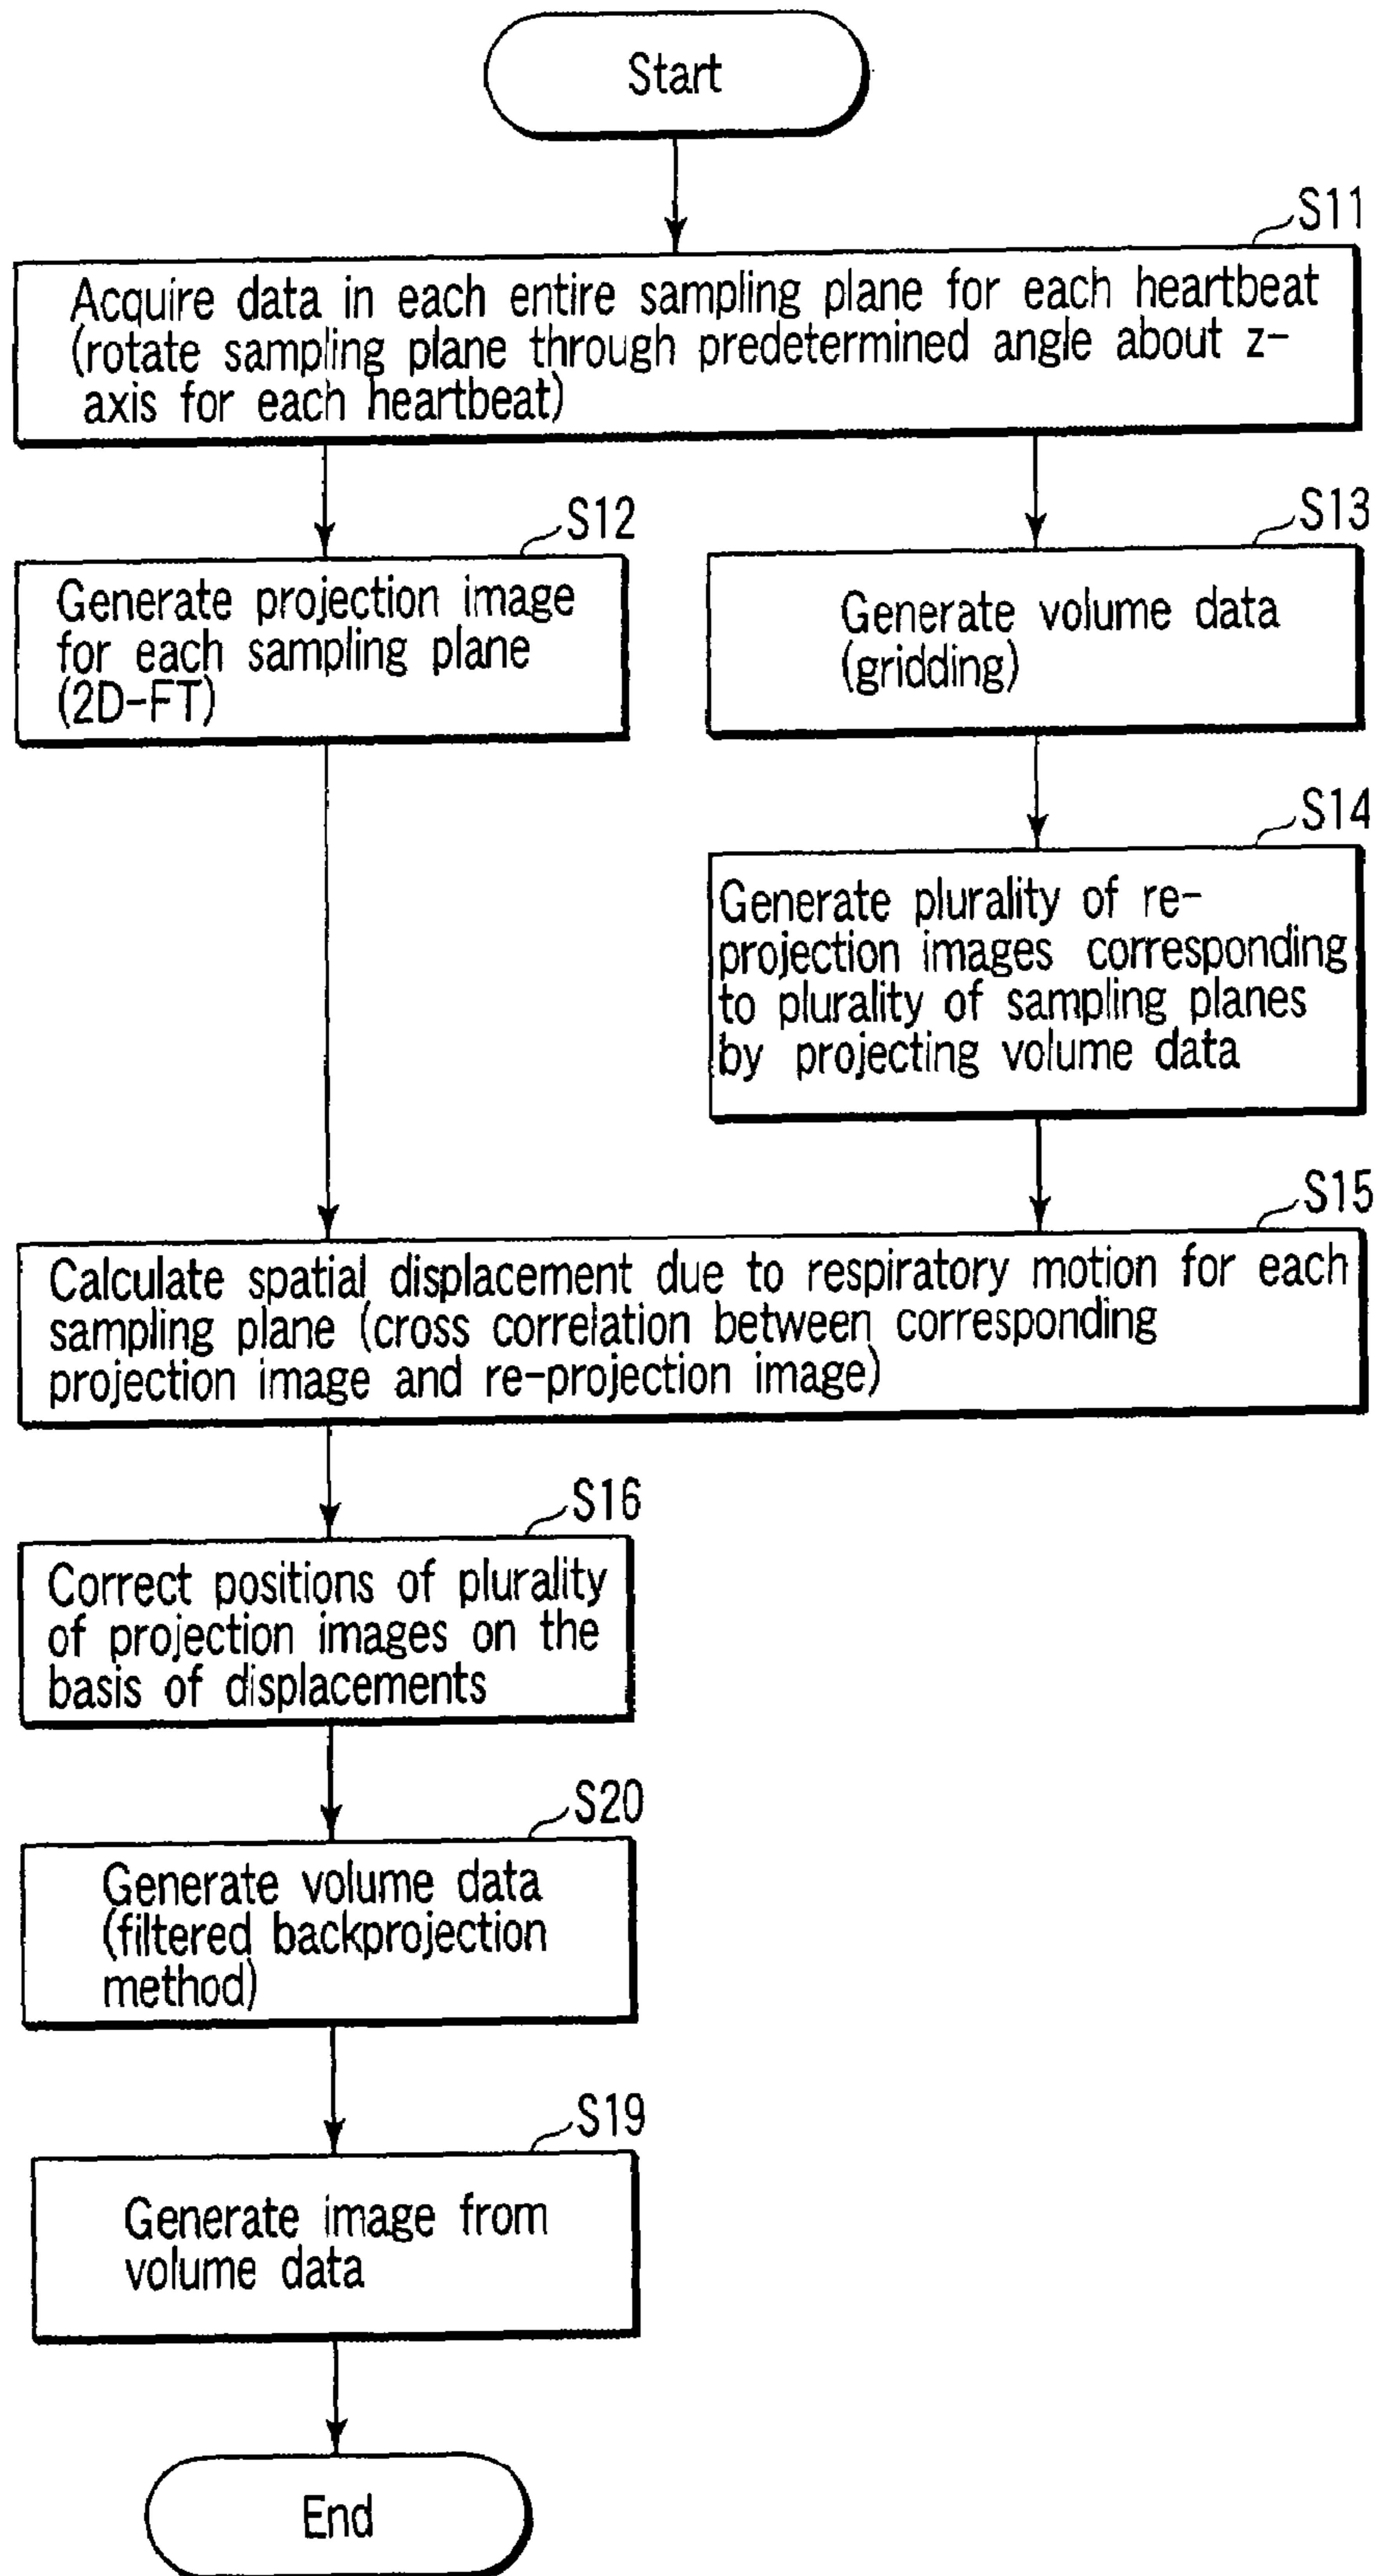 Start
S11
Acquire data in each entire sampling plane for each heartbeat
(rotate sampling plane through predetermined angle about z-
axis for each heartbeat)
S12
Generate projection image
for each sampling plane
(2D-FT)
S13
Generate volume data
(gridding)
S14
Generate plurality of re-
projection images corresponding
to plurality of sampling planes
by projecting volume data
S15
Calculate spatial displacement due to respiratory motion for each
sampling plane (cross correlation between corresponding
projection image and re-projection image)
S16
Correct positions of plurality
of projection images on the
basis of displacements
S20
Generate volume data
(filtered backprojection
method)
S19
Generate image from
volume data
End